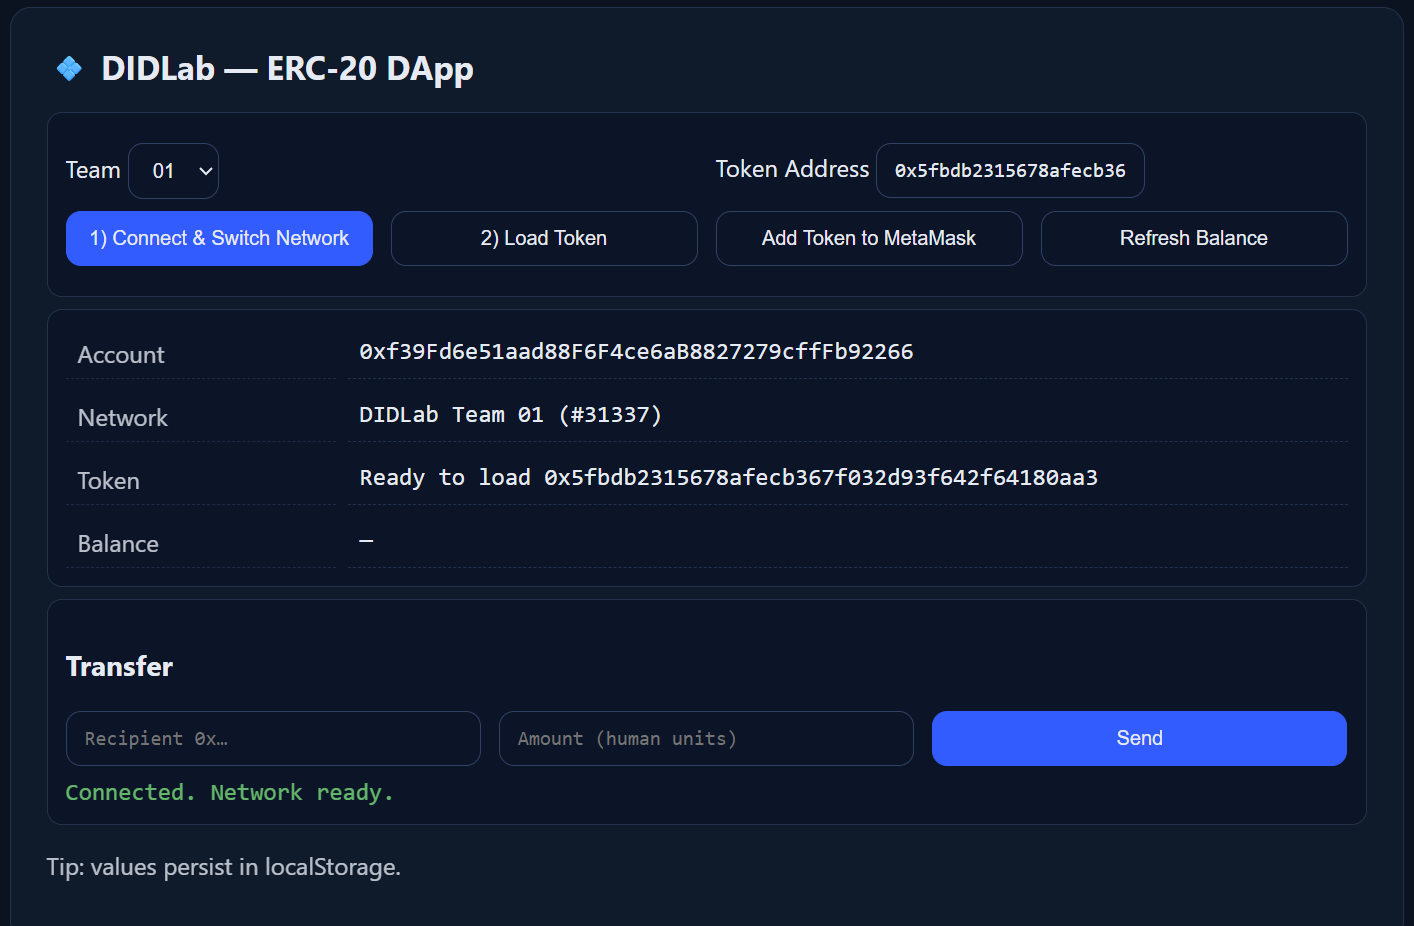 DIDLab — ERC-20 DApp
Team 01 Token Address 0x5fbdb2315678afecb36
1) Connect & Switch Network 2) Load Token Add Token to MetaMask Refresh Balance
Account 0xf39Fd6e51aad88F6F4ce6aB8827279cffFb92266
Network DIDLab Team 01 (#31337)
Token Ready to load 0x5fbdb2315678afecb367f032d93f642f64180aa3
Balance —
Transfer
Recipient 0x… Amount (human units) Send
Connected. Network ready.
Tip: values persist in localStorage.